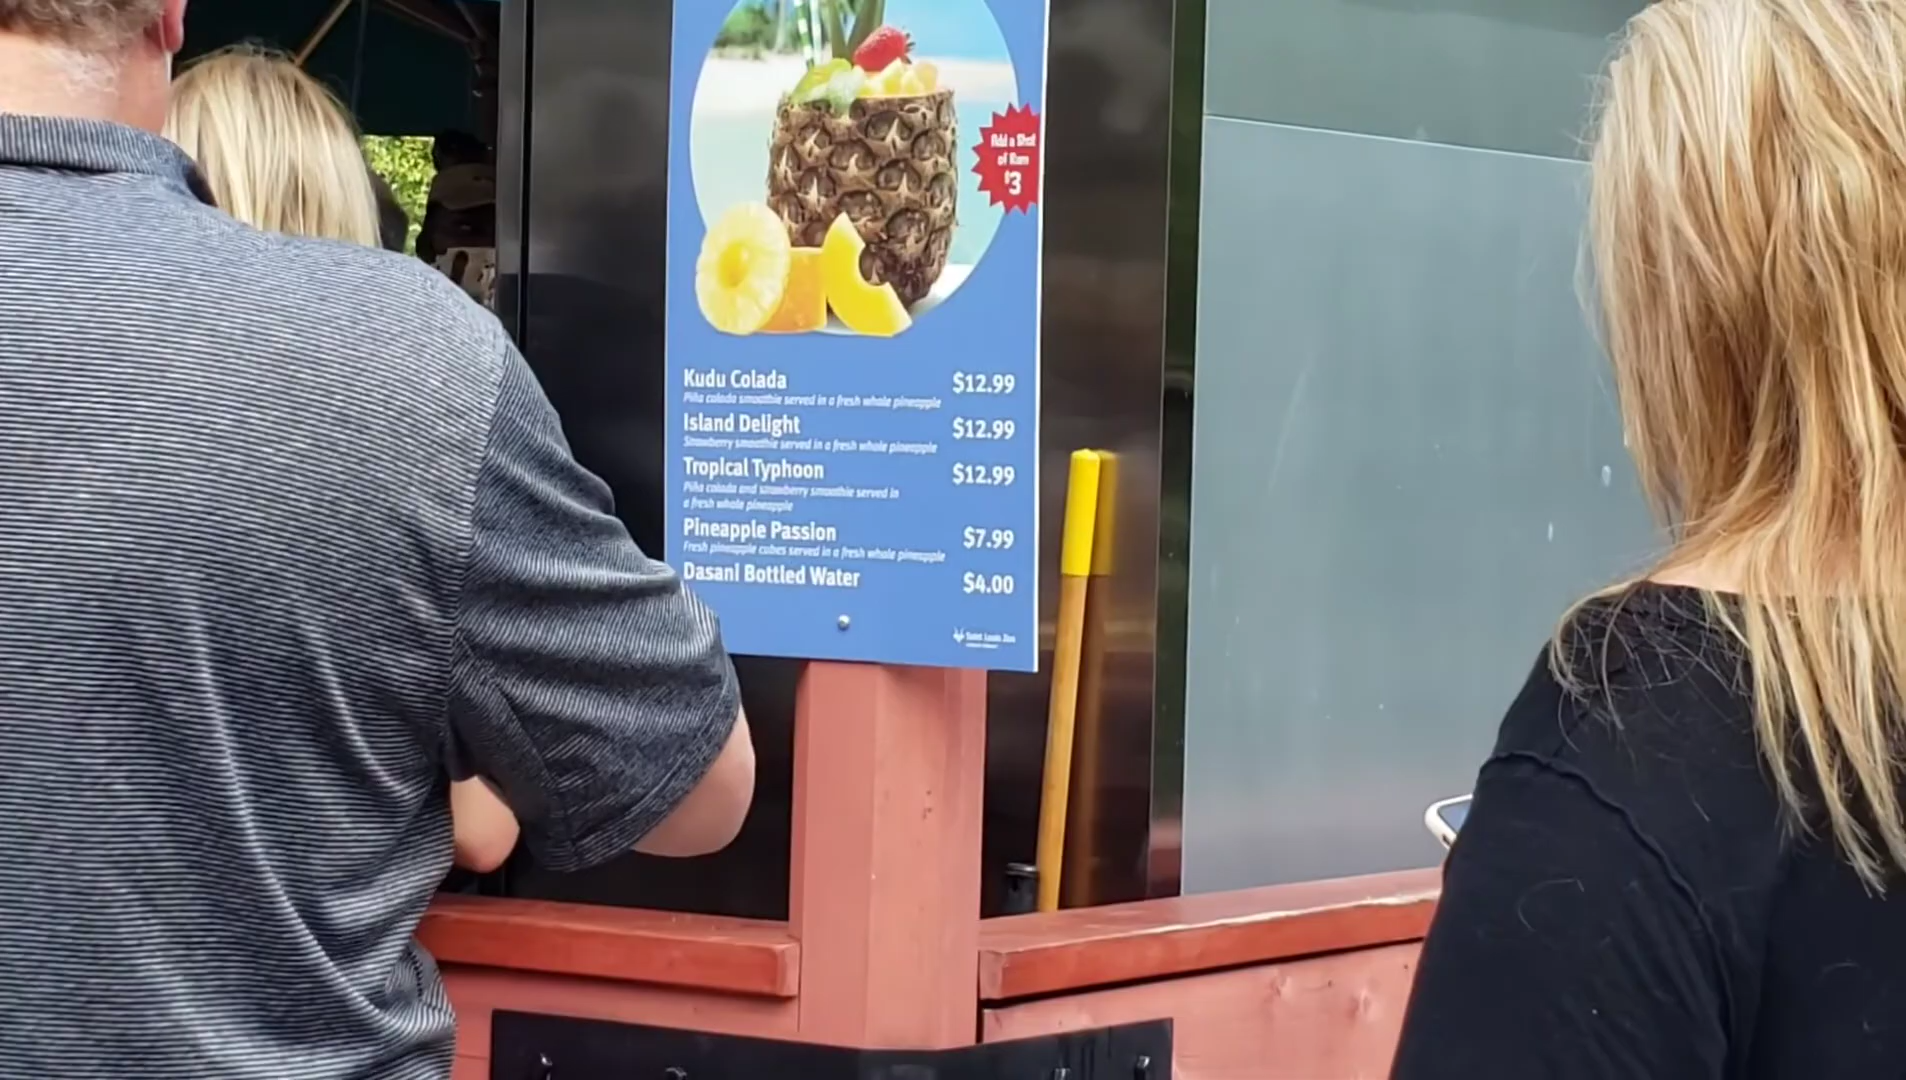 Add a Shot
of Rum
$3
Kudu Colada $12.99
Piña colada smoothie served in a fresh whole pineapple
Island Delight $12.99
Strawberry smoothie served in a fresh whole pineapple
Tropical Typhoon $12.99
Piña colada and strawberry smoothie served in
a fresh whole pineapple
Pineapple Passion $7.99
Fresh pineapple cubes served in a fresh whole pineapple
Dasani Bottled Water $4.00
Saint Louis Zoo